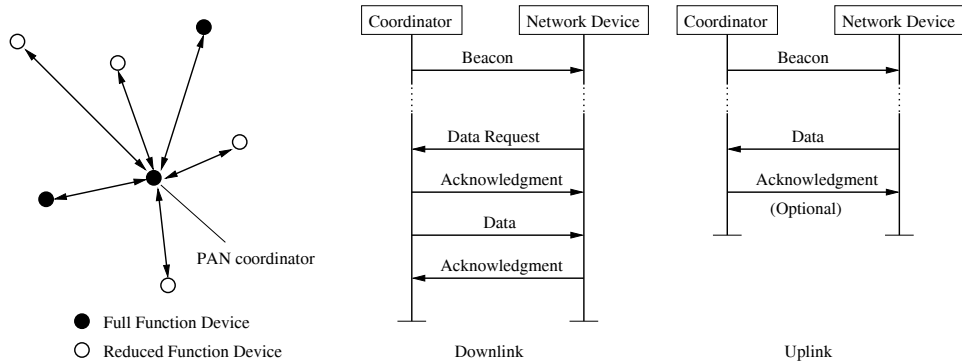 PAN coordinator
Full Function Device
Reduced Function Device
Coordinator
Network Device
Beacon
Data Request
Acknowledgment
Data
Acknowledgment
Downlink
Coordinator
Network Device
Beacon
Data
Acknowledgment
(Optional)
Uplink